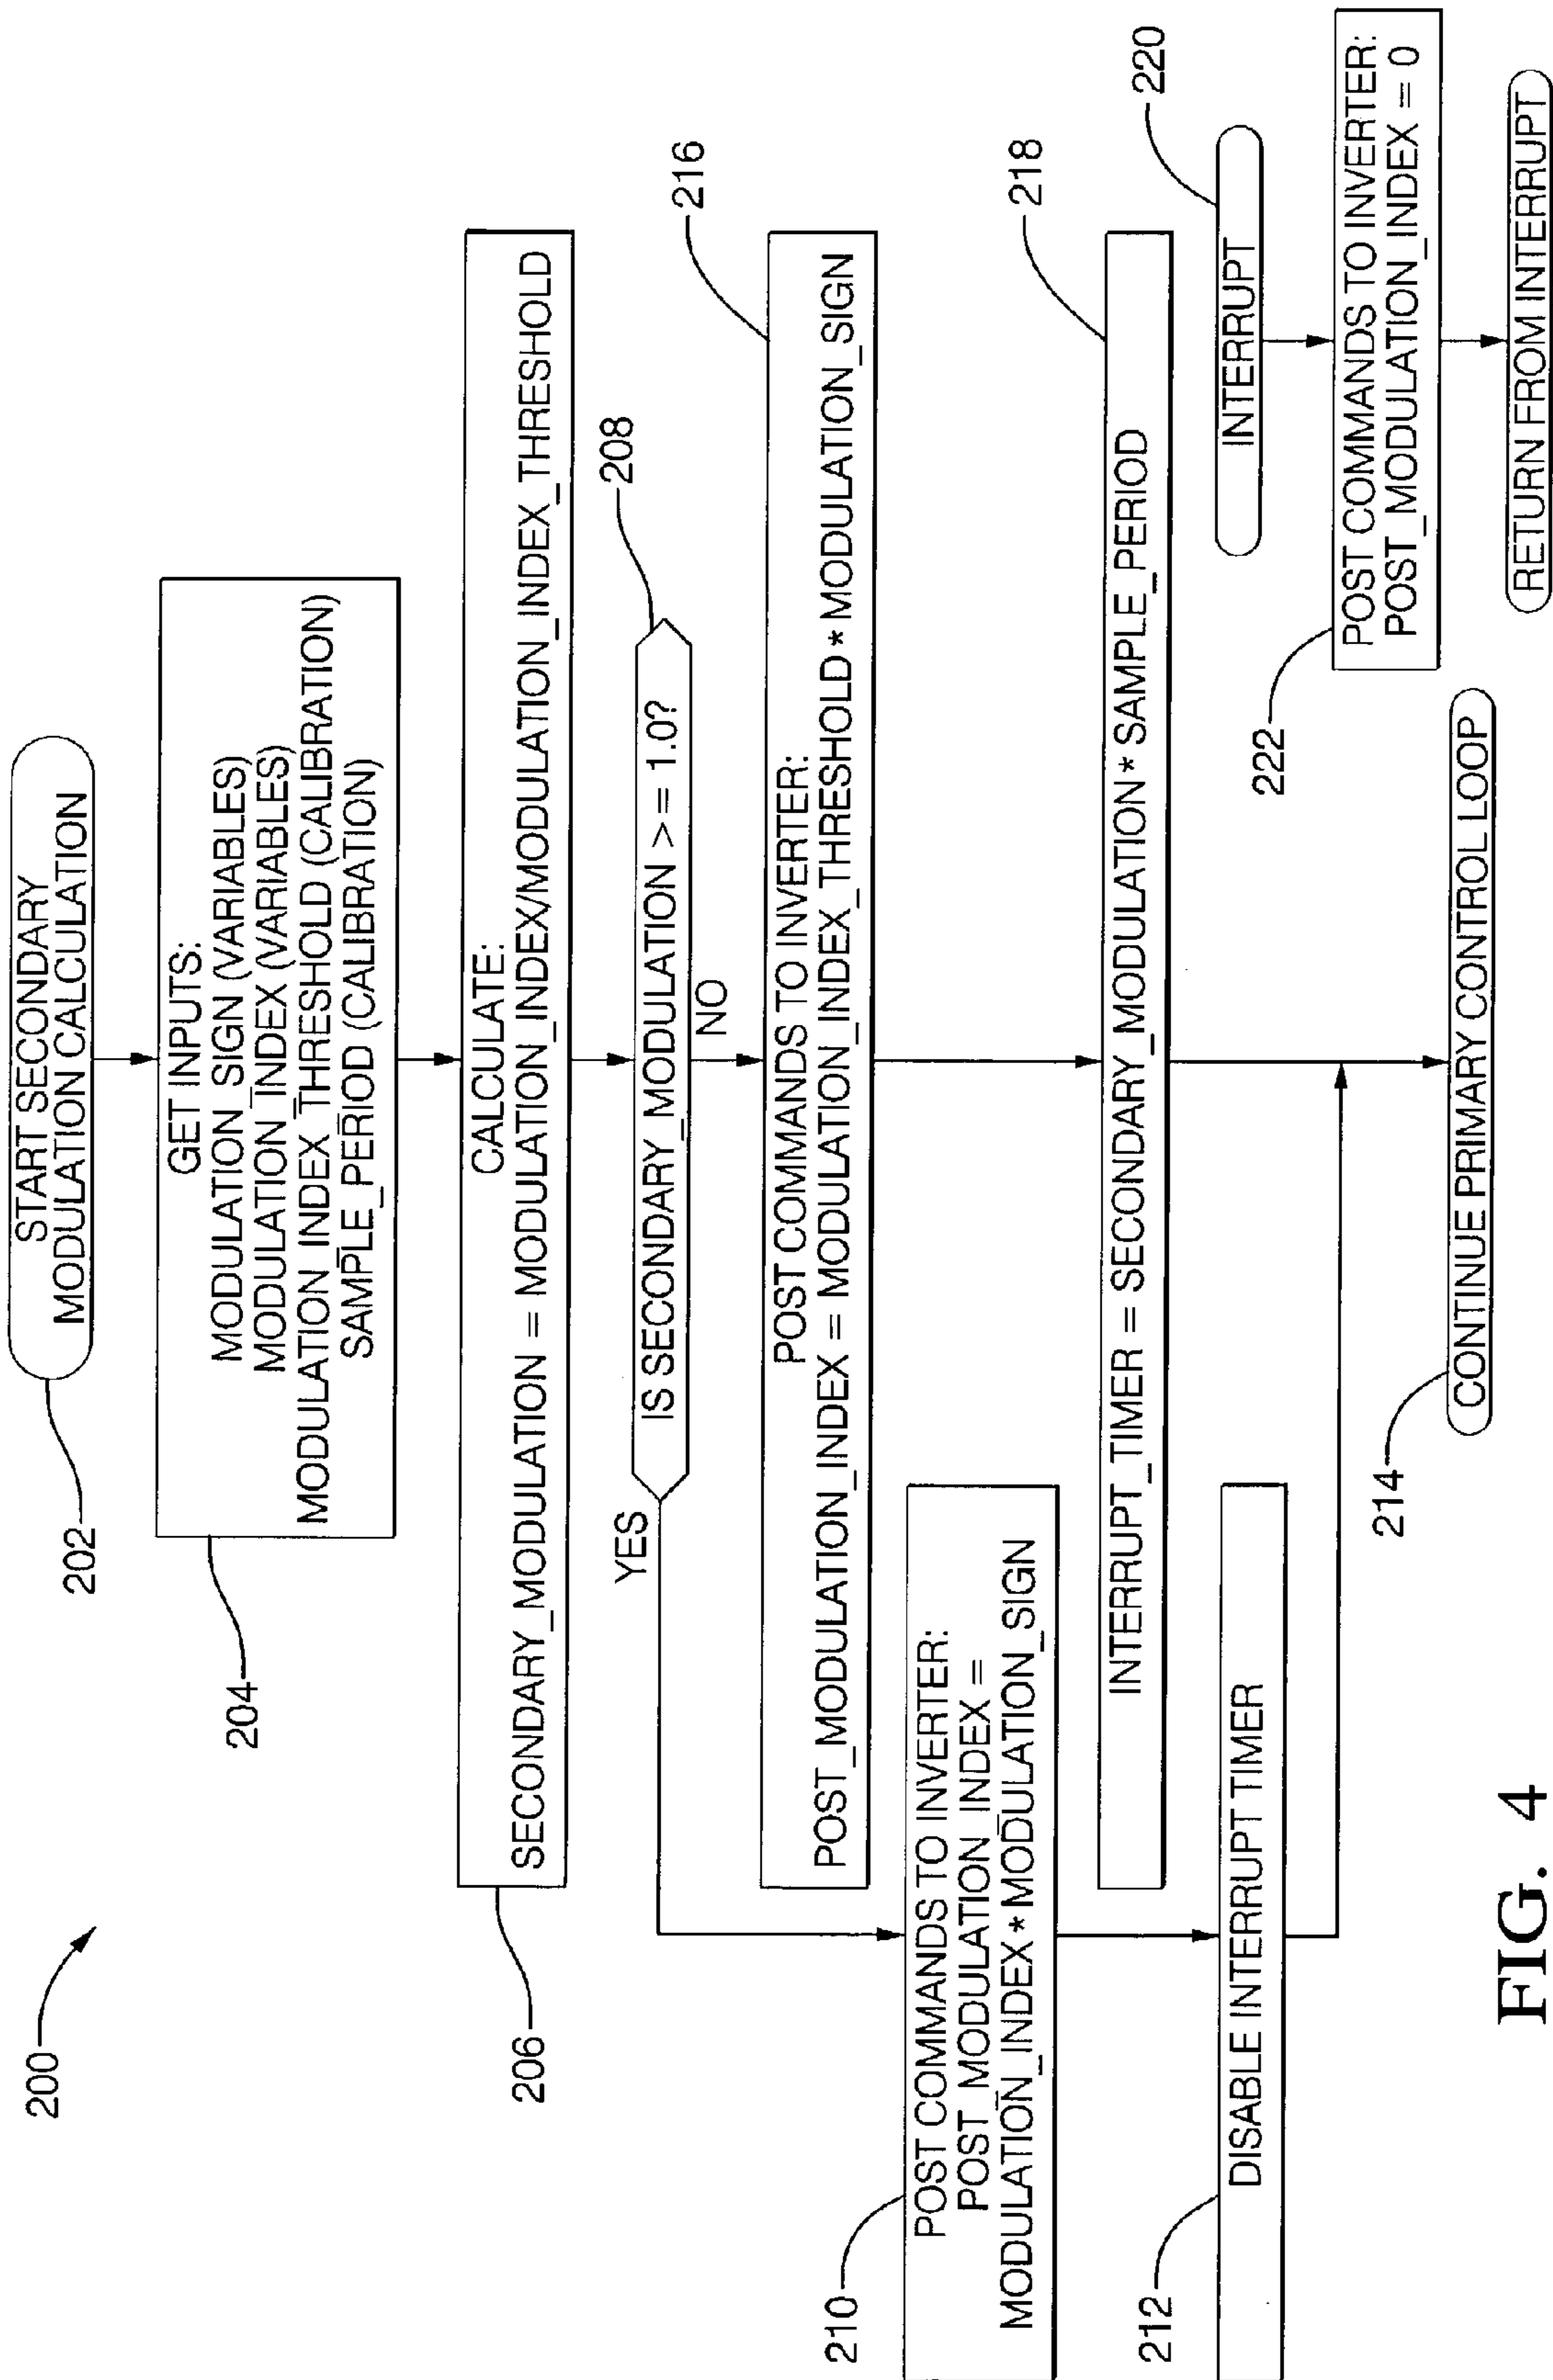 200
START SECONDARY
MODULATION CALCULATION
202
GET INPUTS:
MODULATION_SIGN (VARIABLES)
MODULATION_INDEX (VARIABLES)
MODULATION_INDEX_THRESHOLD (CALIBRATION)
SAMPLE_PERIOD (CALIBRATION)
204
CALCULATE:
SECONDARY_MODULATION = MODULATION_INDEX/MODULATION_INDEX_THRESHOLD
206
IS SECONDARY_MODULATION >= 1.0?
208
YES
NO
POST COMMANDS TO INVERTER:
POST_MODULATION_INDEX = MODULATION_INDEX_THRESHOLD*MODULATION_SIGN
216
POST COMMANDS TO INVERTER:
POST_MODULATION_INDEX =
MODULATION_INDEX*MODULATION_SIGN
210
INTERRUPT_TIMER = SECONDARY_MODULATION*SAMPLE_PERIOD
218
DISABLE INTERRUPT TIMER
212
INTERRUPT
220
POST COMMANDS TO INVERTER:
POST_MODULATION_INDEX = 0
222
CONTINUE PRIMARY CONTROL LOOP
214
RETURN FROM INTERRUPT
FIG. 4